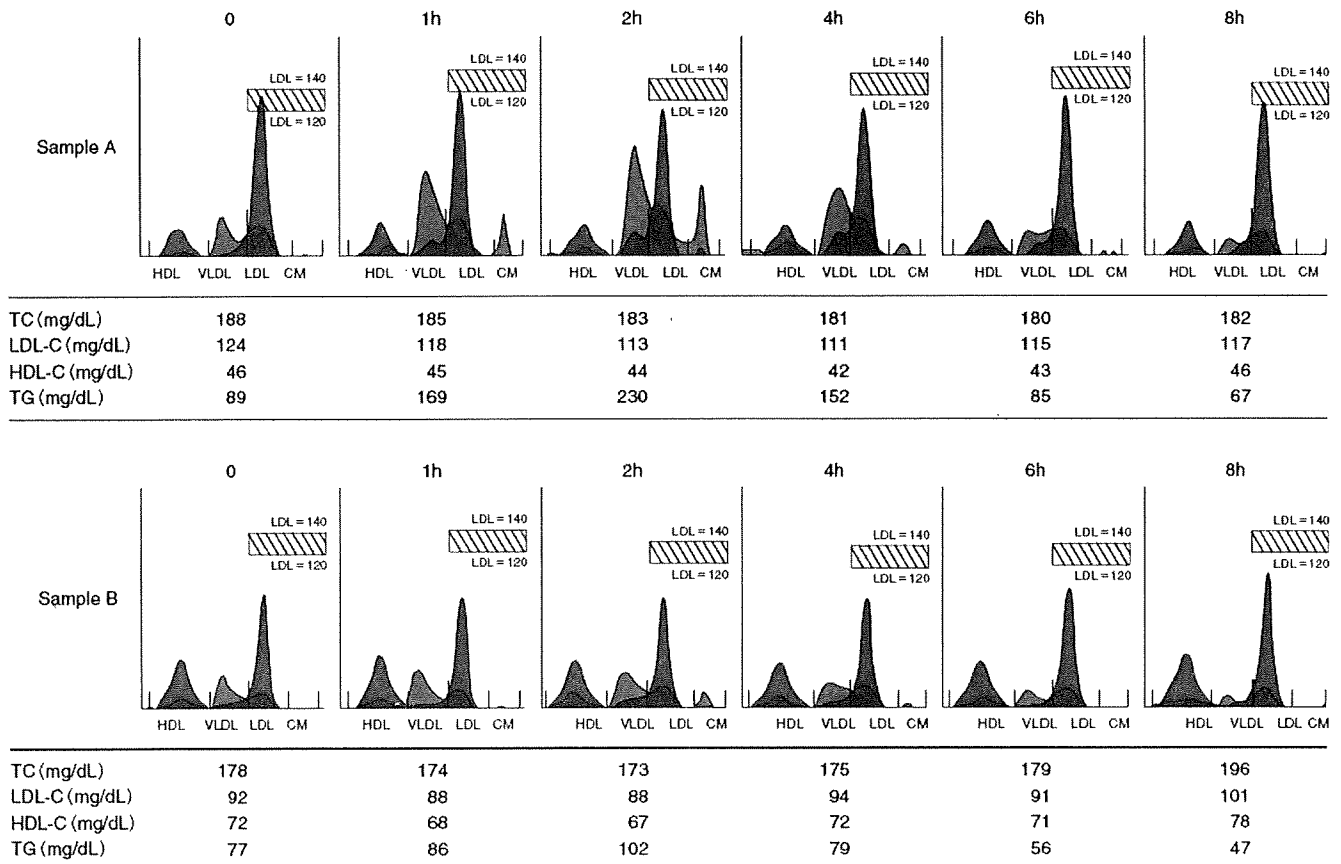 0 1h 2h 4h 6h 8h
LDL = 140 LDL = 140 LDL = 140 LDL = 140 LDL = 140 LDL = 140
LDL = 120 LDL = 120 LDL = 120 LDL = 120 LDL = 120 LDL = 120
Sample A
HDL VLDL LDL CM HDL VLDL LDL CM HDL VLDL LDL CM HDL VLDL LDL CM HDL VLDL LDL CM HDL VLDL LDL CM
TC (mg/dL) 188 185 183 181 180 182
LDL-C (mg/dL) 124 118 113 111 115 117
HDL-C (mg/dL) 46 45 44 42 43 46
TG (mg/dL) 89 169 230 152 85 67
0 1h 2h 4h 6h 8h
LDL = 140 LDL = 140 LDL = 140 LDL = 140 LDL = 140 LDL = 140
LDL = 120 LDL = 120 LDL = 120 LDL = 120 LDL = 120 LDL = 120
Sample B
HDL VLDL LDL CM HDL VLDL LDL CM HDL VLDL LDL CM HDL VLDL LDL CM HDL VLDL LDL CM HDL VLDL LDL CM
TC (mg/dL) 178 174 173 175 179 196
LDL-C (mg/dL) 92 88 88 94 91 101
HDL-C (mg/dL) 72 68 67 72 71 78
TG (mg/dL) 77 86 102 79 56 47